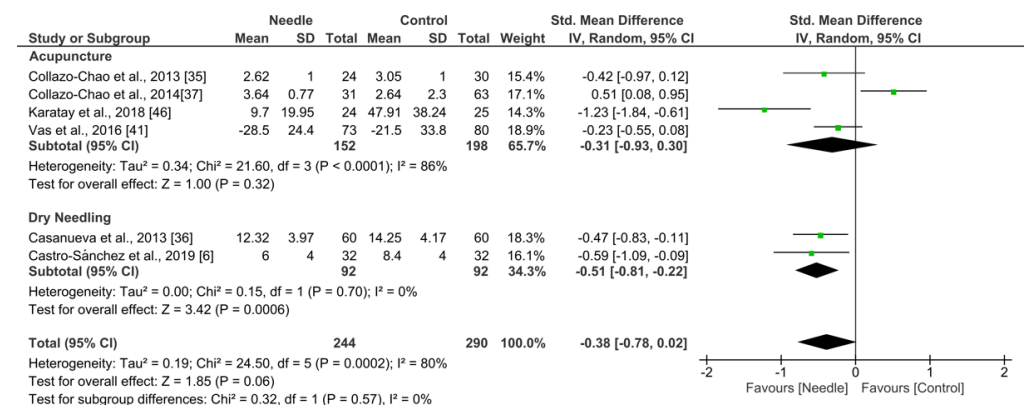 Needle Control Std. Mean Difference Std. Mean Difference
Study or Subgroup Mean SD Total Mean SD Total Weight IV, Random, 95% CI IV, Random, 95% CI
Acupuncture
Collazo-Chao et al., 2013 [35] 2.62 1 24 3.05 1 30 15.4% -0.42 [-0.97, 0.12]
Collazo-Chao et al., 2014[37] 3.64 0.77 31 2.64 2.3 63 17.1% 0.51 [0.08, 0.95]
Karatay et al., 2018 [46] 9.7 19.95 24 47.91 38.24 25 14.3% -1.23 [-1.84, -0.61]
Vas et al., 2016 [41] -28.5 24.4 73 -21.5 33.8 80 18.9% -0.23 [-0.55, 0.08]
Subtotal (95% CI) 152 198 65.7% -0.31 [-0.93, 0.30]
Heterogeneity: Tau² = 0.34; Chi² = 21.60, df = 3 (P < 0.0001); I² = 86%
Test for overall effect: Z = 1.00 (P = 0.32)
Dry Needling
Casanueva et al., 2013 [36] 12.32 3.97 60 14.25 4.17 60 18.3% -0.47 [-0.83, -0.11]
Castro-Sánchez et al., 2019 [6] 6 4 32 8.4 4 32 16.1% -0.59 [-1.09, -0.09]
Subtotal (95% CI) 92 92 34.3% -0.51 [-0.81, -0.22]
Heterogeneity: Tau² = 0.00; Chi² = 0.15, df = 1 (P = 0.70); I² = 0%
Test for overall effect: Z = 3.42 (P = 0.0006)
Total (95% CI) 244 290 100.0% -0.38 [-0.78, 0.02]
Heterogeneity: Tau² = 0.19; Chi² = 24.50, df = 5 (P = 0.0002); I² = 80%
Test for overall effect: Z = 1.85 (P = 0.06)
Test for subgroup differences: Chi² = 0.32, df = 1 (P = 0.57), I² = 0%
-2 -1 0 1 2
Favours [Needle] Favours [Control]